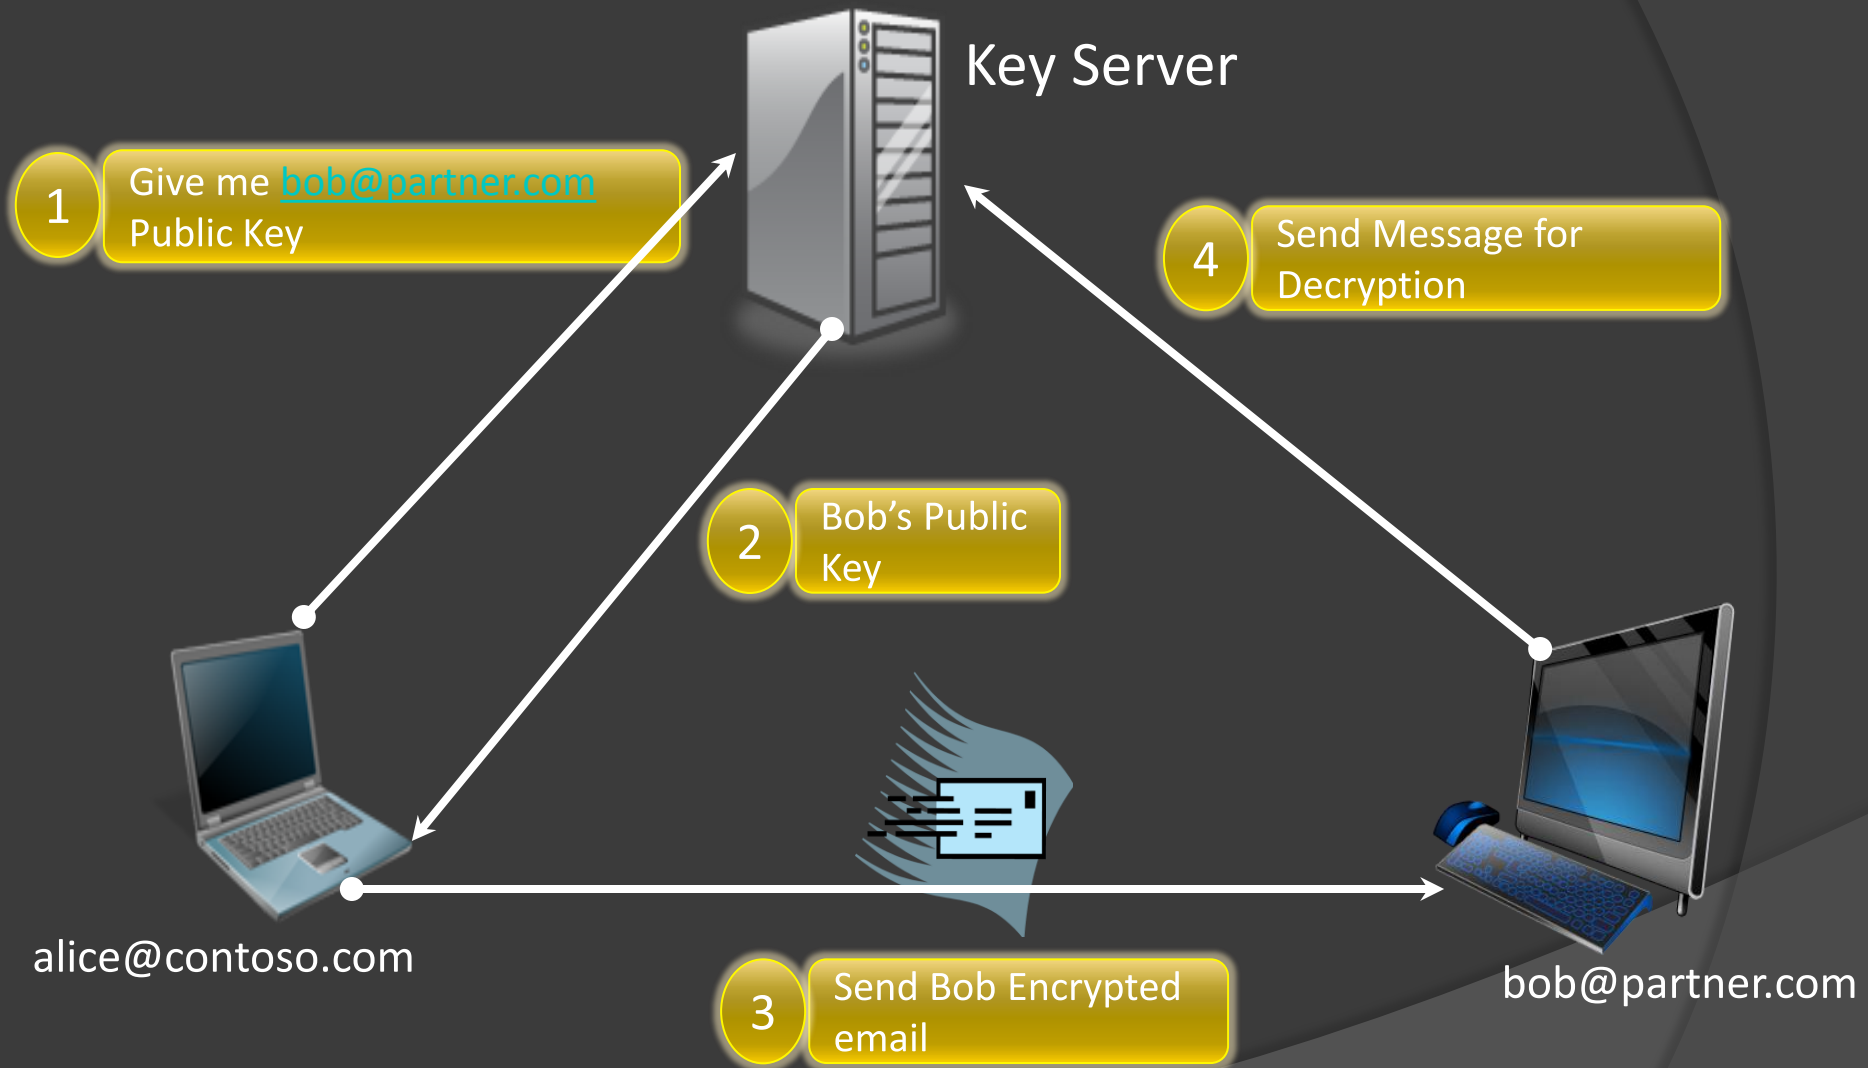 Key Server
1
Give me bob@partner.com
Public Key
4
Send Message for
Decryption
2
Bob’s Public
Key
alice@contoso.com
bob@partner.com
3
Send Bob Encrypted
email